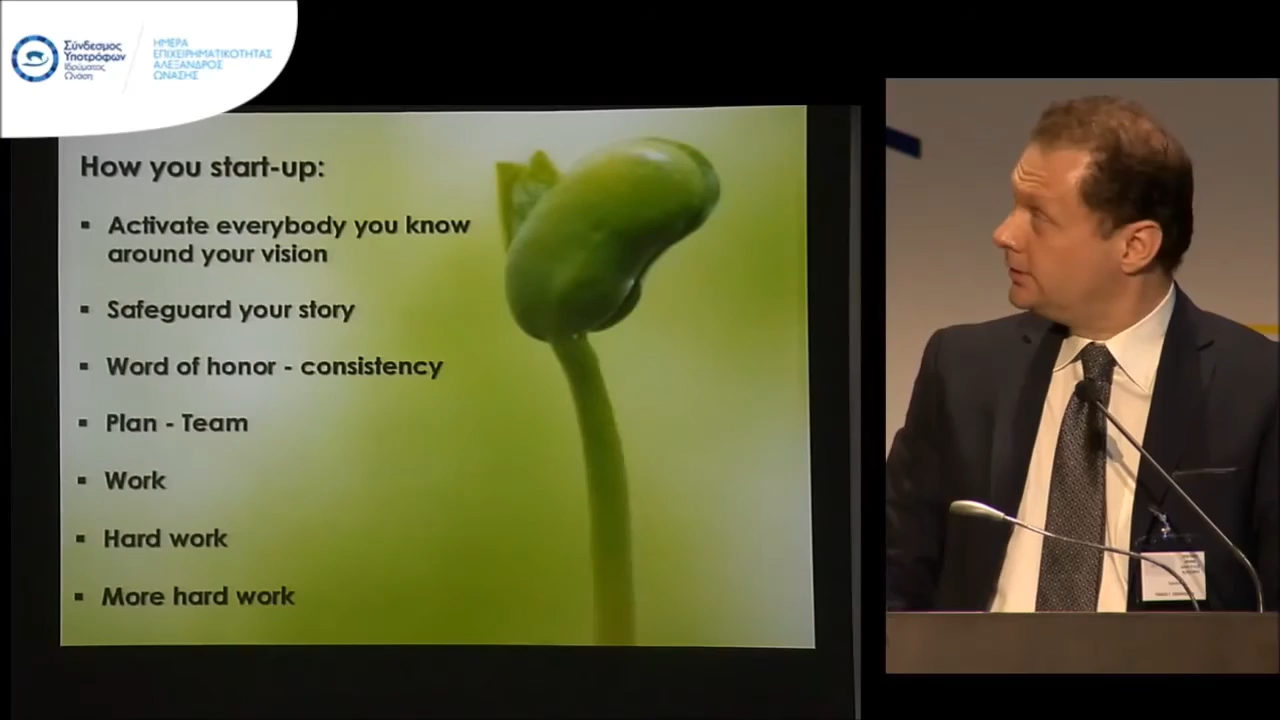 Σύνδεσμος
Υποτρόφων
Ιδρύματος
Ωνάση
ΗΜΕΡΑ
ΕΠΙΧΕΙΡΗΜΑΤΙΚΟΤΗΤΑΣ
ΑΛΕΞΑΝΔΡΟΣ
ΩΝΑΣΗΣ
How you start-up:
▪ Activate everybody you know
around your vision
▪ Safeguard your story
▪ Word of honor - consistency
▪ Plan - Team
▪ Work
▪ Hard work
▪ More hard work